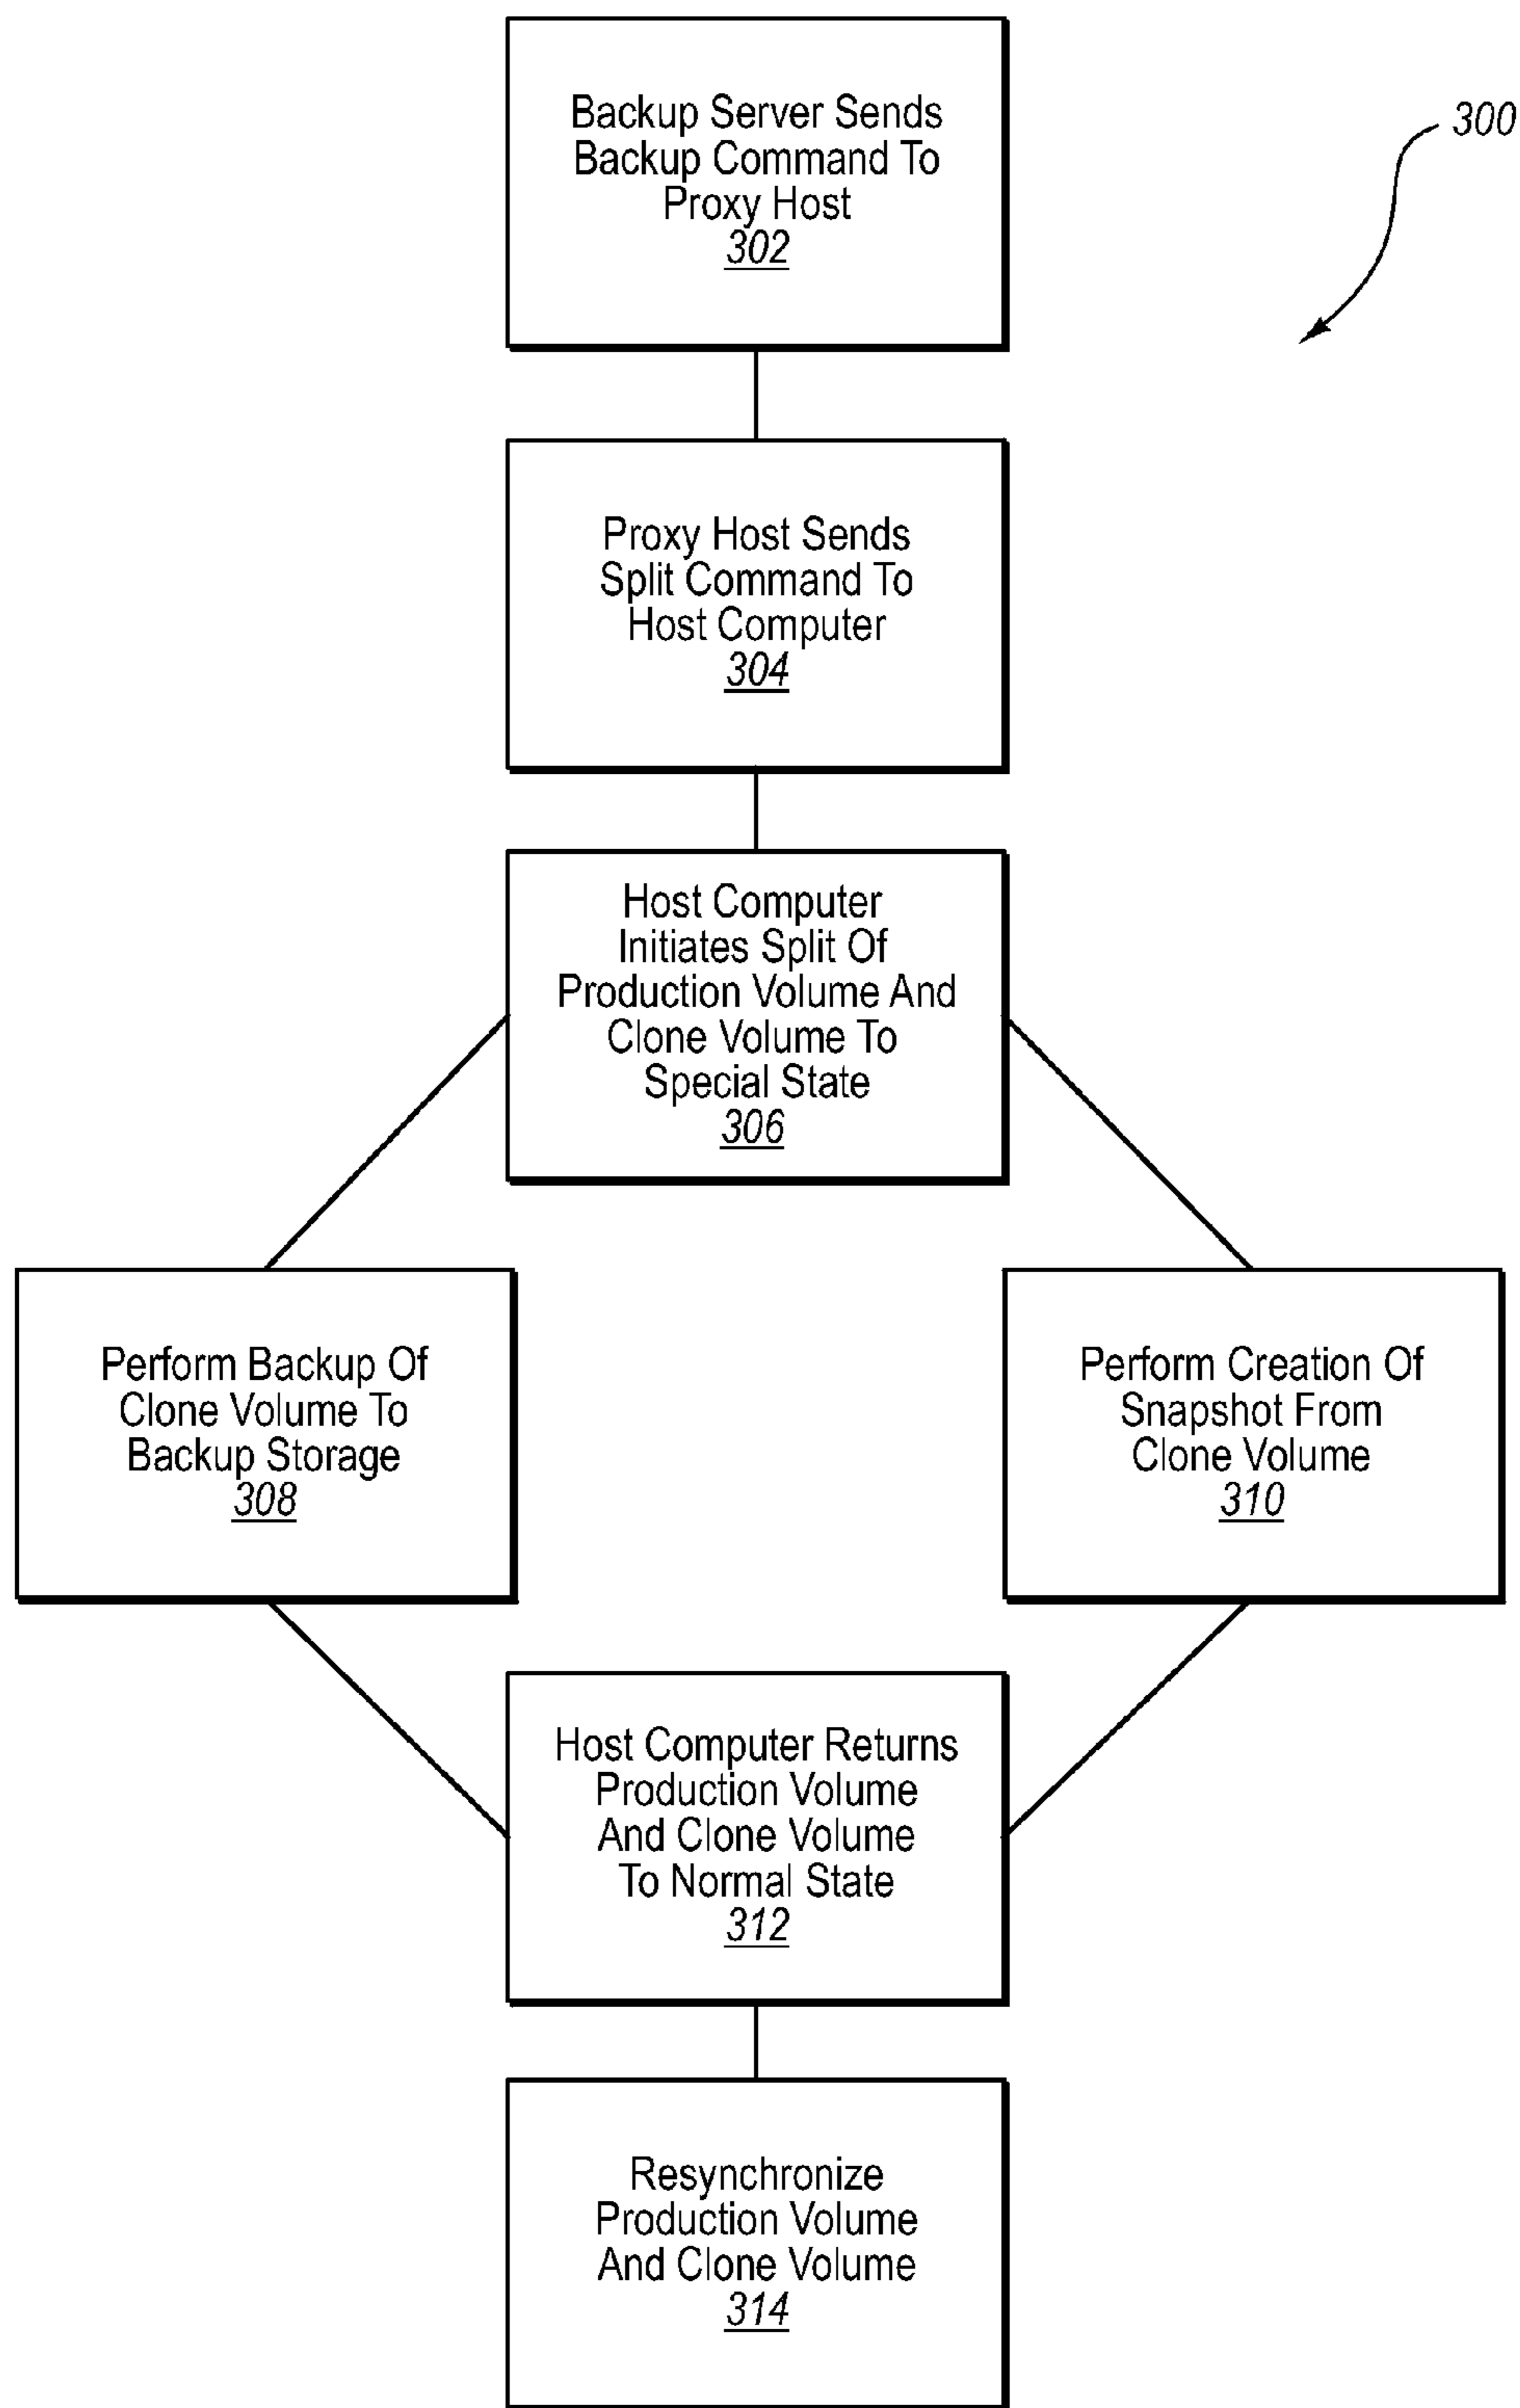 Backup Server Sends
Backup Command To
Proxy Host
302
300
Proxy Host Sends
Split Command To
Host Computer
304
Host Computer
Initiates Split Of
Production Volume And
Clone Volume To
Special State
306
Perform Backup Of
Clone Volume To
Backup Storage
308
Perform Creation Of
Snapshot From
Clone Volume
310
Host Computer Returns
Production Volume
And Clone Volume
To Normal State
312
Resynchronize
Production Volume
And Clone Volume
314